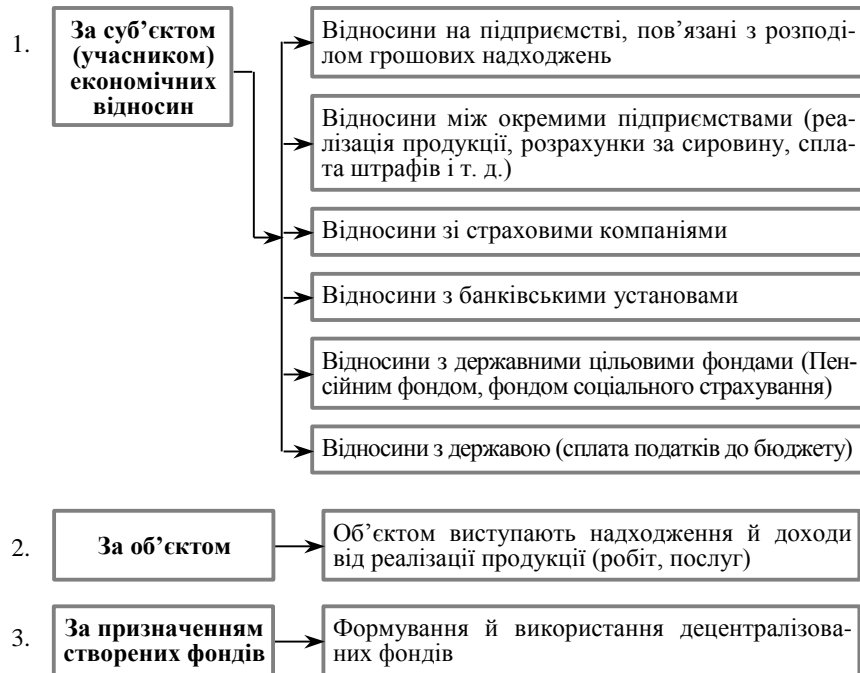 1.
За суб’єктом
(учасником)
економічних
відносин
Відносини на підприємстві, пов’язані з розподі-
лом грошових надходжень
Відносини між окремими підприємствами (реа-
лізація продукції, розрахунки за сировину, спла-
та штрафів і т. д.)
Відносини зі страховими компаніями
Відносини з банківськими установами
Відносини з державними цільовими фондами (Пен-
сійним фондом, фондом соціального страхування)
Відносини з державою (сплата податків до бюджету)
2.
За об’єктом
Об’єктом виступають надходження й доходи
від реалізації продукції (робіт, послуг)
3.
За призначенням
створених фондів
Формування й використання децентралізова-
них фондів